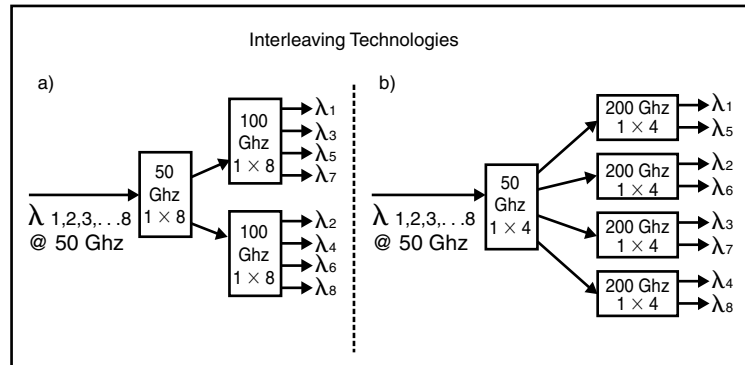 Interleaving Technologies
a)
λ 1,2,3,. . .8
@ 50 Ghz
50
Ghz
1 × 8
100
Ghz
1 × 8
λ1
λ3
λ5
λ7
100
Ghz
1 × 8
λ2
λ4
λ6
λ8
b)
λ 1,2,3,. . .8
@ 50 Ghz
50
Ghz
1 × 4
200 Ghz
1 × 4
λ1
λ5
200 Ghz
1 × 4
λ2
λ6
200 Ghz
1 × 4
λ3
λ7
200 Ghz
1 × 4
λ4
λ8